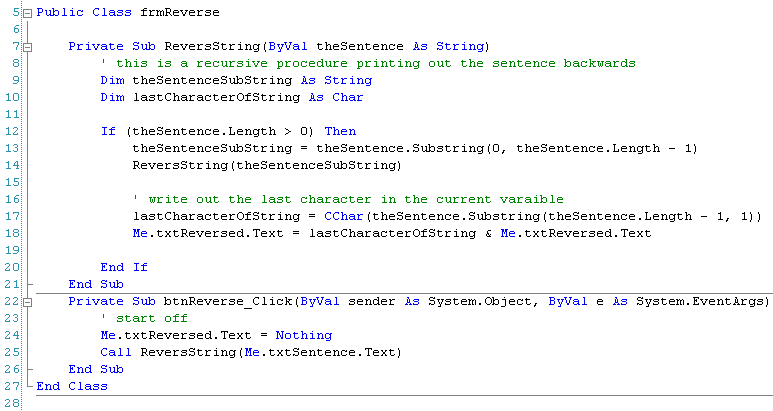 5 Public Class frmReverse
6
7 Private Sub ReversString(ByVal theSentence As String)
8 ' this is a recursive procedure printing out the sentence backwards
9 Dim theSentenceSubString As String
10 Dim lastCharacterOfString As Char
11
12 If (theSentence.Length > 0) Then
13 theSentenceSubString = theSentence.Substring(0, theSentence.Length - 1)
14 ReversString(theSentenceSubString)
15
16 ' write out the last character in the current varaible
17 lastCharacterOfString = CChar(theSentence.Substring(theSentence.Length - 1, 1))
18 Me.txtReversed.Text = lastCharacterOfString & Me.txtReversed.Text
19
20 End If
21 End Sub
22 Private Sub btnReverse_Click(ByVal sender As System.Object, ByVal e As System.EventArgs)
23 ' start off
24 Me.txtReversed.Text = Nothing
25 Call ReversString(Me.txtSentence.Text)
26 End Sub
27 End Class
28